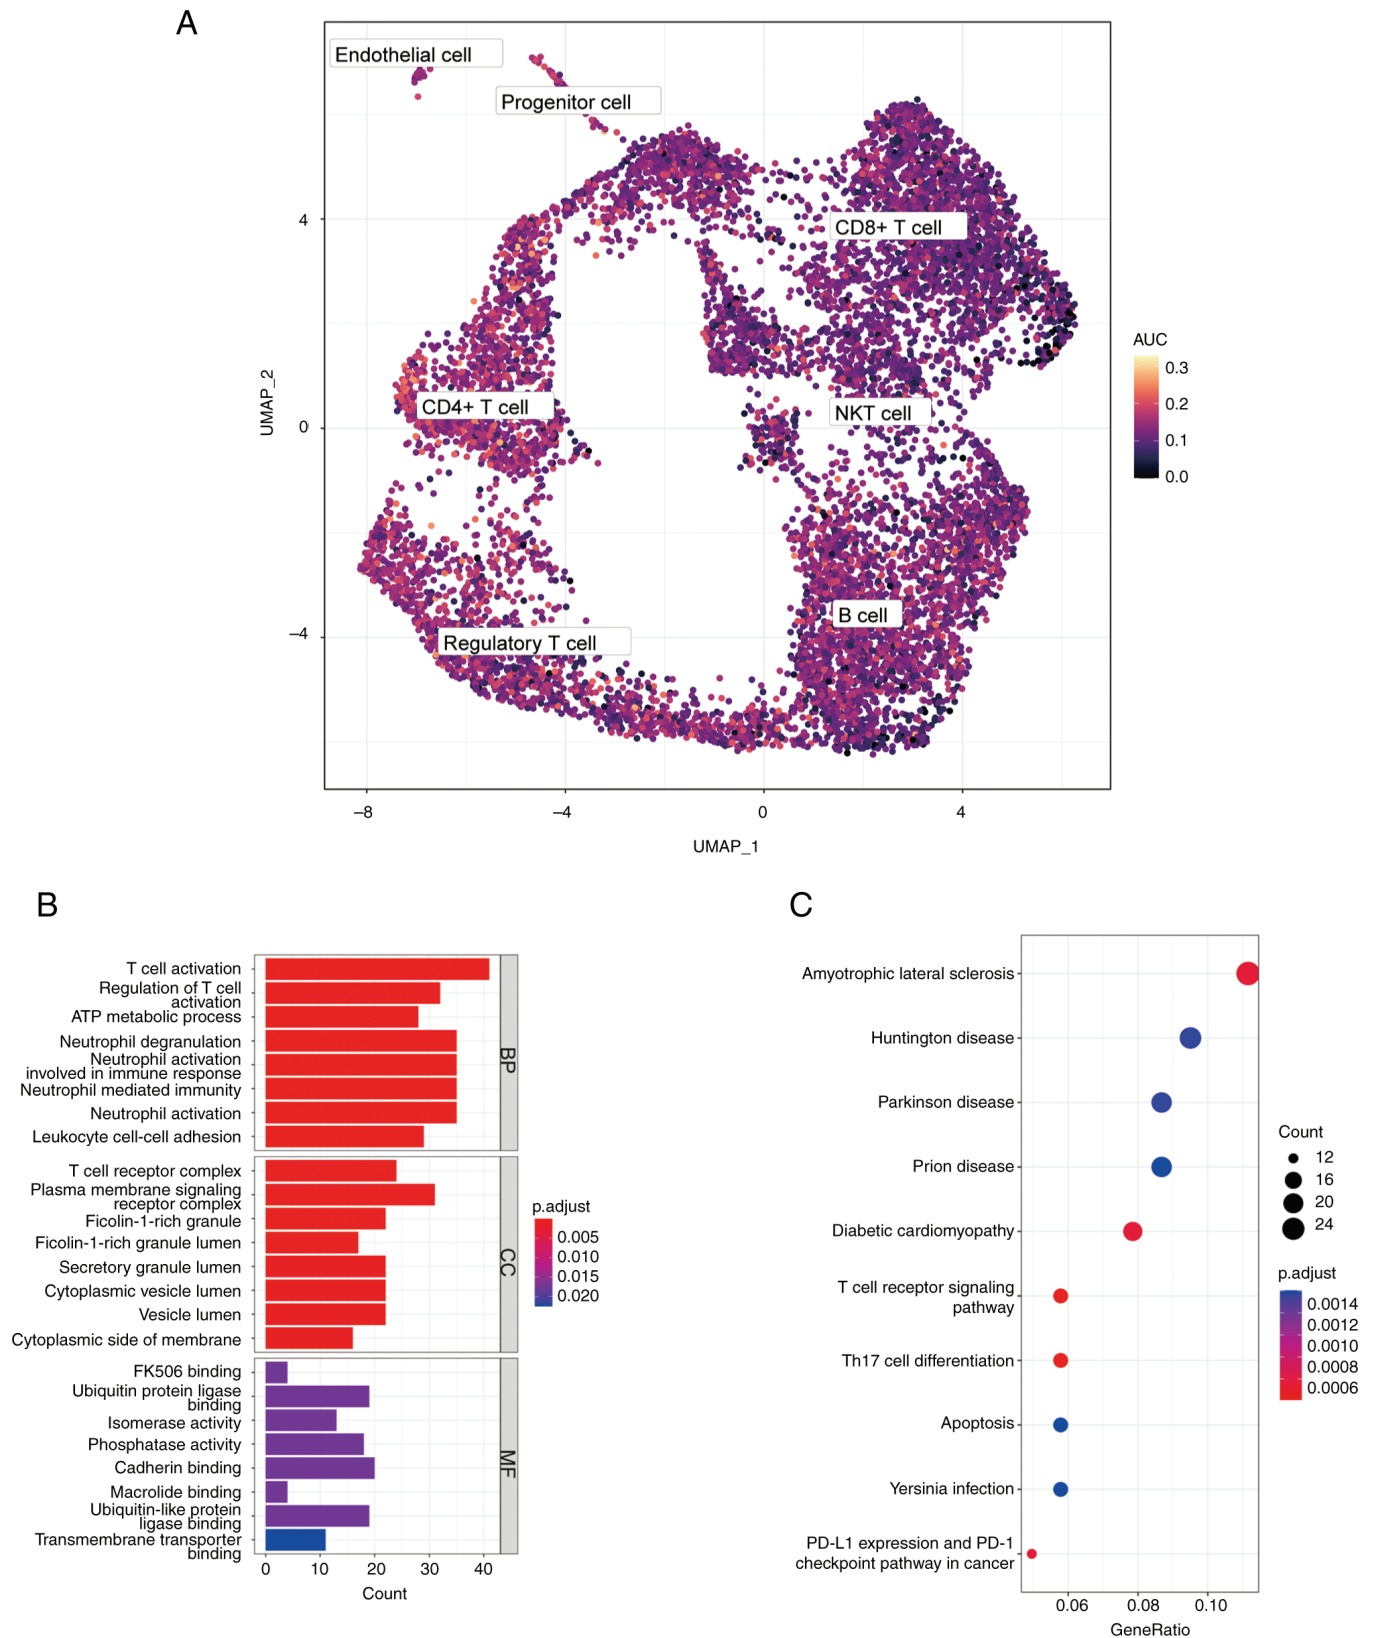 A
Endothelial cell
Progenitor cell
CD8+ T cell
CD4+ T cell
NKT cell
B cell
Regulatory T cell
4
0
−4
UMAP_2
−8
−4
0
4
UMAP_1
AUC
0.3
0.2
0.1
0.0
B
T cell activation
Regulation of T cell
activation
ATP metabolic process
Neutrophil degranulation
Neutrophil activation
involved in immune response
Neutrophil mediated immunity
Neutrophil activation
Leukocyte cell-cell adhesion
BP
T cell receptor complex
Plasma membrane signaling
receptor complex
Ficolin-1-rich granule
Ficolin-1-rich granule lumen
Secretory granule lumen
Cytoplasmic vesicle lumen
Vesicle lumen
Cytoplasmic side of membrane
CC
FK506 binding
Ubiquitin protein ligase
binding
Isomerase activity
Phosphatase activity
Cadherin binding
Macrolide binding
Ubiquitin-like protein
ligase binding
Transmembrane transporter
binding
MF
0
10
20
30
40
Count
p.adjust
0.005
0.010
0.015
0.020
C
Amyotrophic lateral sclerosis
Huntington disease
Parkinson disease
Prion disease
Diabetic cardiomyopathy
T cell receptor signaling
pathway
Th17 cell differentiation
Apoptosis
Yersinia infection
PD-L1 expression and PD-1
checkpoint pathway in cancer
0.06
0.08
0.10
GeneRatio
Count
12
16
20
24
p.adjust
0.0014
0.0012
0.0010
0.0008
0.0006